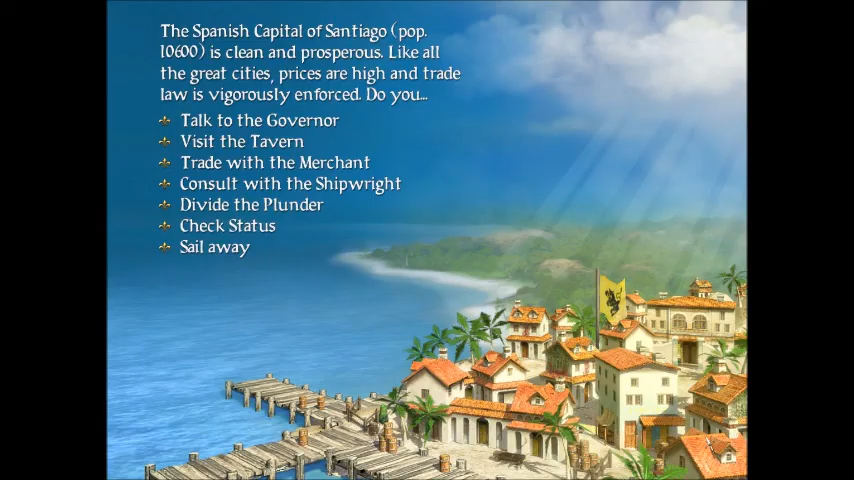 The Spanish Capital of Santiago (pop.
10600) is clean and prosperous. Like all
the great cities, prices are high and trade
law is vigorously enforced. Do you...
Talk to the Governor
Visit the Tavern
Trade with the Merchant
Consult with the Shipwright
Divide the Plunder
Check Status
Sail away